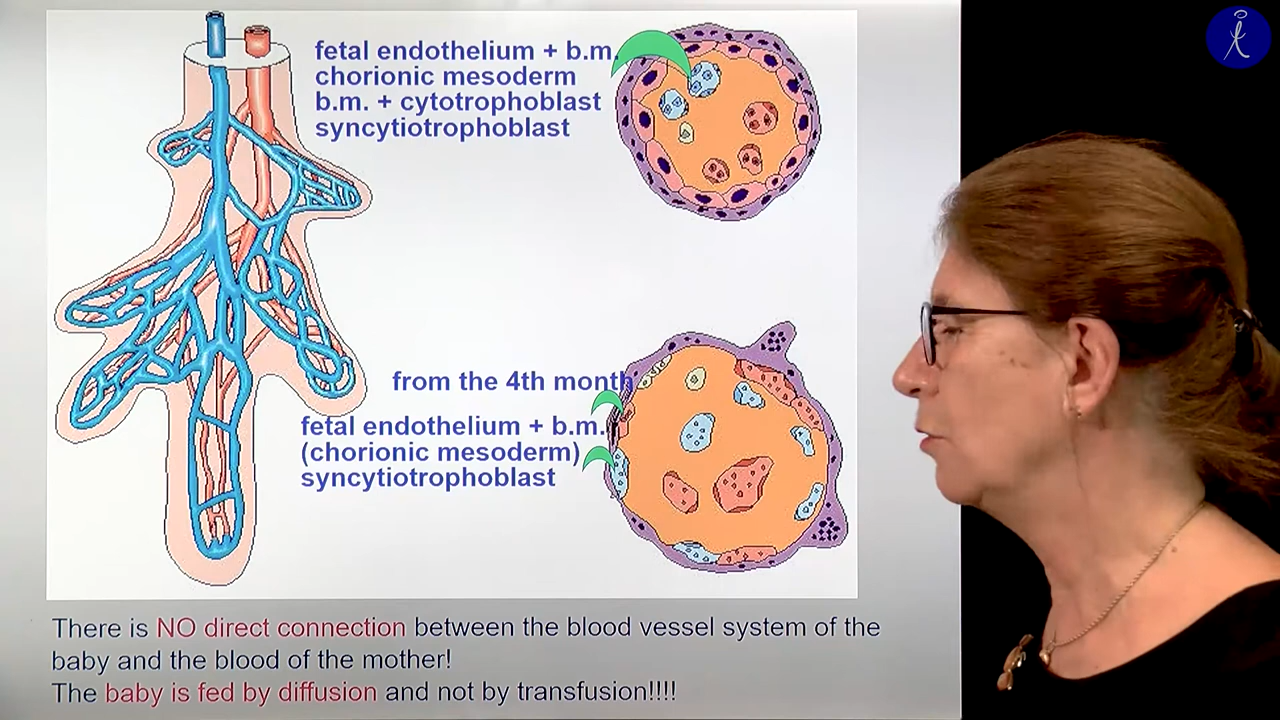 fetal endothelium + b.m.
chorionic mesoderm
b.m. + cytotrophoblast
syncytiotrophoblast
from the 4th month
fetal endothelium + b.m.
(chorionic mesoderm)
syncytiotrophoblast
There is NO direct connection between the blood vessel system of the
baby and the blood of the mother!
The baby is fed by diffusion and not by transfusion!!!!